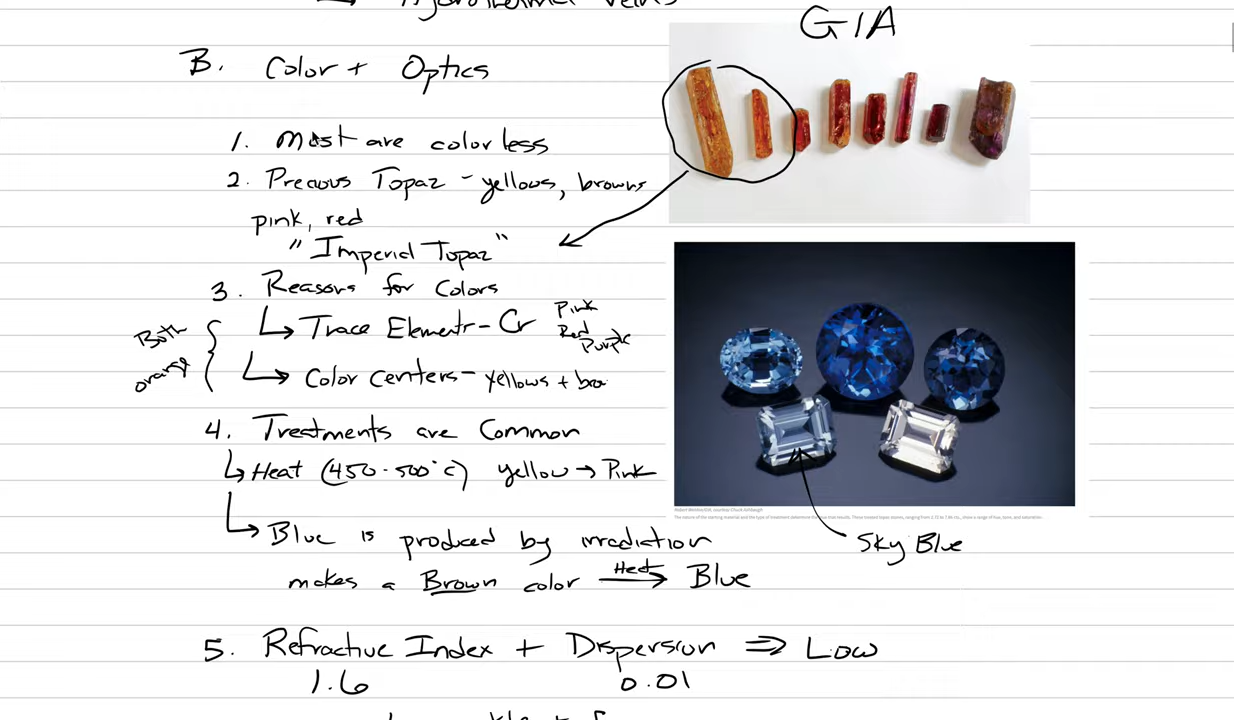 Hydrothermal Veins
GIA
B. Color + Optics
1. Most are colorless
2. Precious Topaz - yellows, browns
pink, red
"Imperial Topaz"
3. Reasons for Colors
Trace Elements - Cr
Pink
Red
Purple
Both
orange
Color Centers - yellows + bro
4. Treatments are Common
Heat (450-500°C) yellow → Pink
Blue is produced by irradiation
makes a Brown color Heat → Blue
Sky Blue
5. Refractive Index + Dispersion ⇒ Low
1.6 0.01